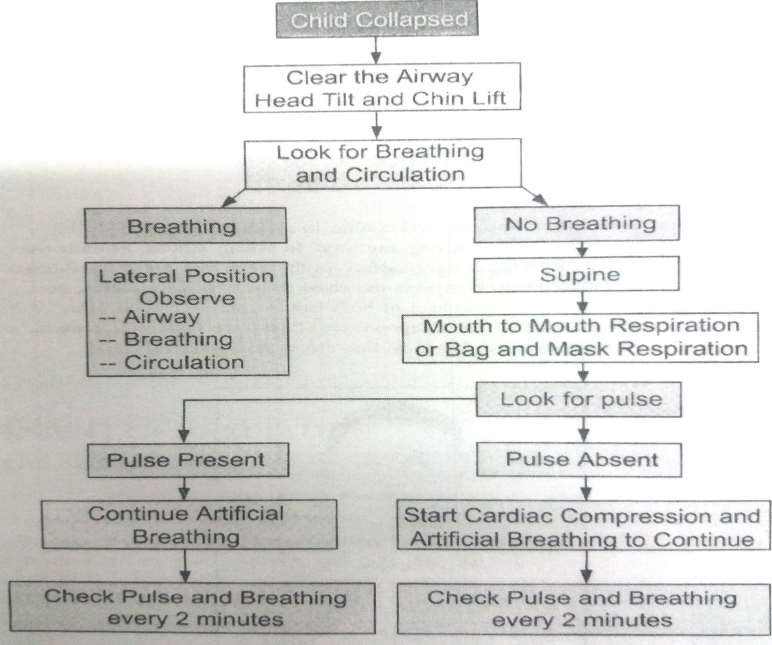 Child Collapsed
Clear the Airway
Head Tilt and Chin Lift
Look for Breathing
and Circulation
Breathing
No Breathing
Lateral Position
Observe
-- Airway
-- Breathing
-- Circulation
Supine
Mouth to Mouth Respiration
or Bag and Mask Respiration
Look for pulse
Pulse Present
Pulse Absent
Continue Artificial
Breathing
Start Cardiac Compression and
Artificial Breathing to Continue
Check Pulse and Breathing
every 2 minutes
Check Pulse and Breathing
every 2 minutes